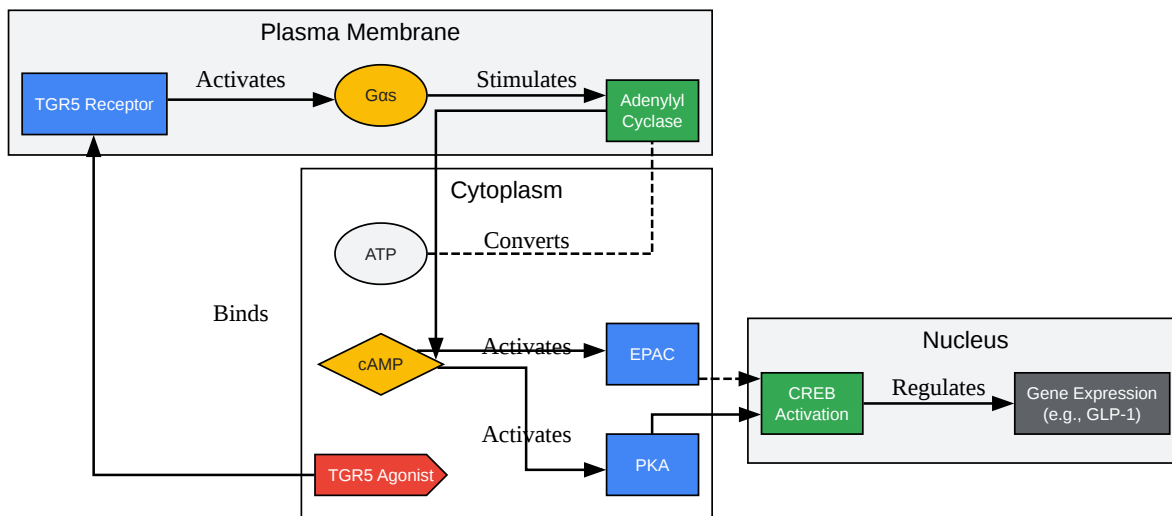 Plasma Membrane
TGR5 Receptor
Activates
Gαs
Stimulates
Adenylyl
Cyclase
Cytoplasm
ATP
Converts
Binds
cAMP
Activates
EPAC
Activates
PKA
TGR5 Agonist
Nucleus
CREB
Activation
Regulates
Gene Expression
(e.g., GLP-1)